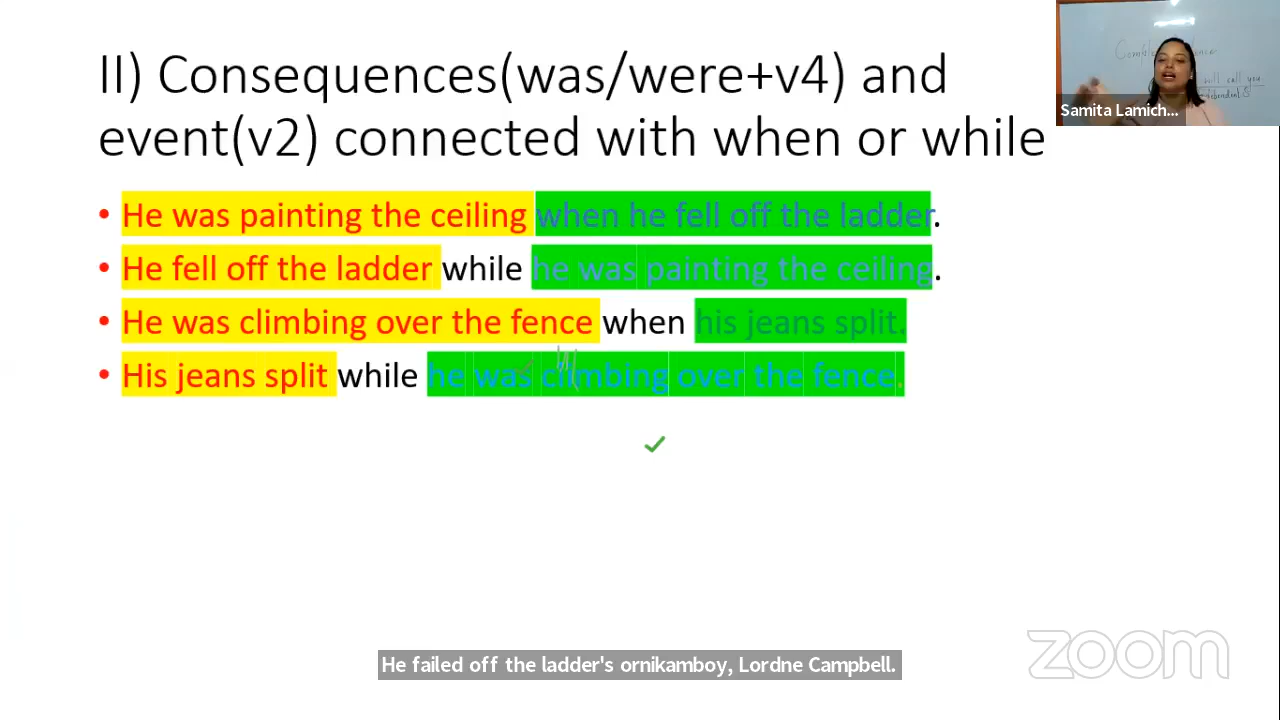 II) Consequences(was/were+v4) and
event(v2) connected with when or while
Samita Lamich...
will call you
• He was painting the ceiling when he fell off the ladder.
• He fell off the ladder while he was painting the ceiling.
• He was climbing over the fence when his jeans split.
• His jeans split while he was climbing over the fence.
He failed off the ladder's ornikamboy, Lordne Campbell.
zoom